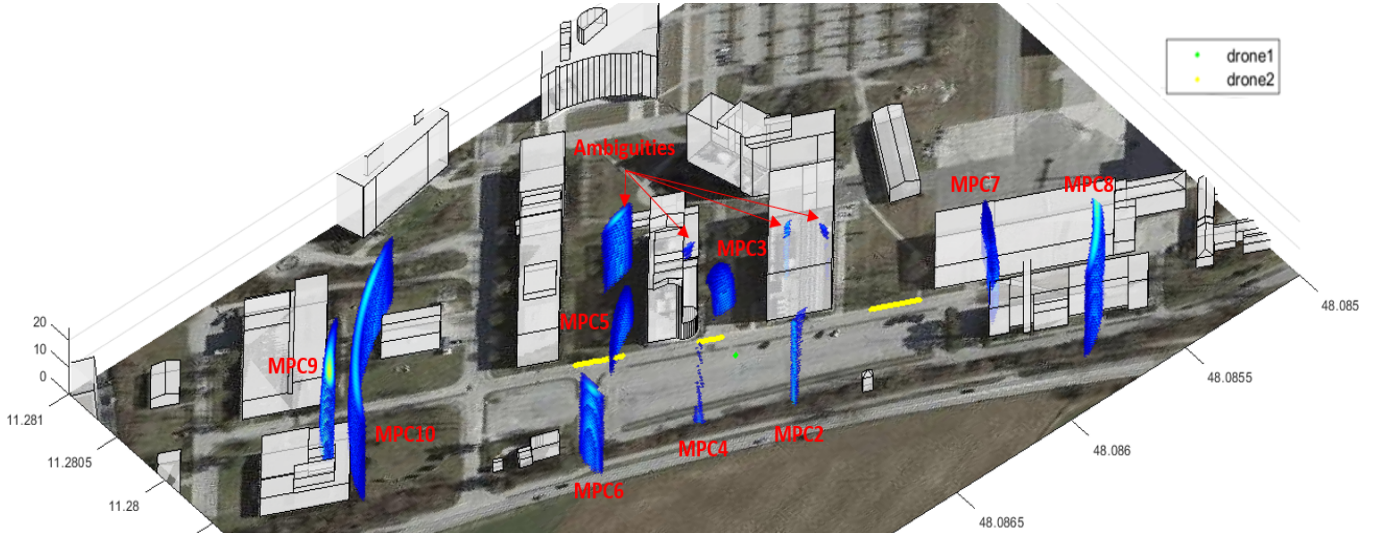 drone1
drone2
Ambiguities
MPC7
MPC8
MPC3
48.085
20
10
0
MPC5
MPC9
48.0855
11.281
MPC10
MPC4
MPC2
48.086
11.2805
MPC6
11.28
48.0865